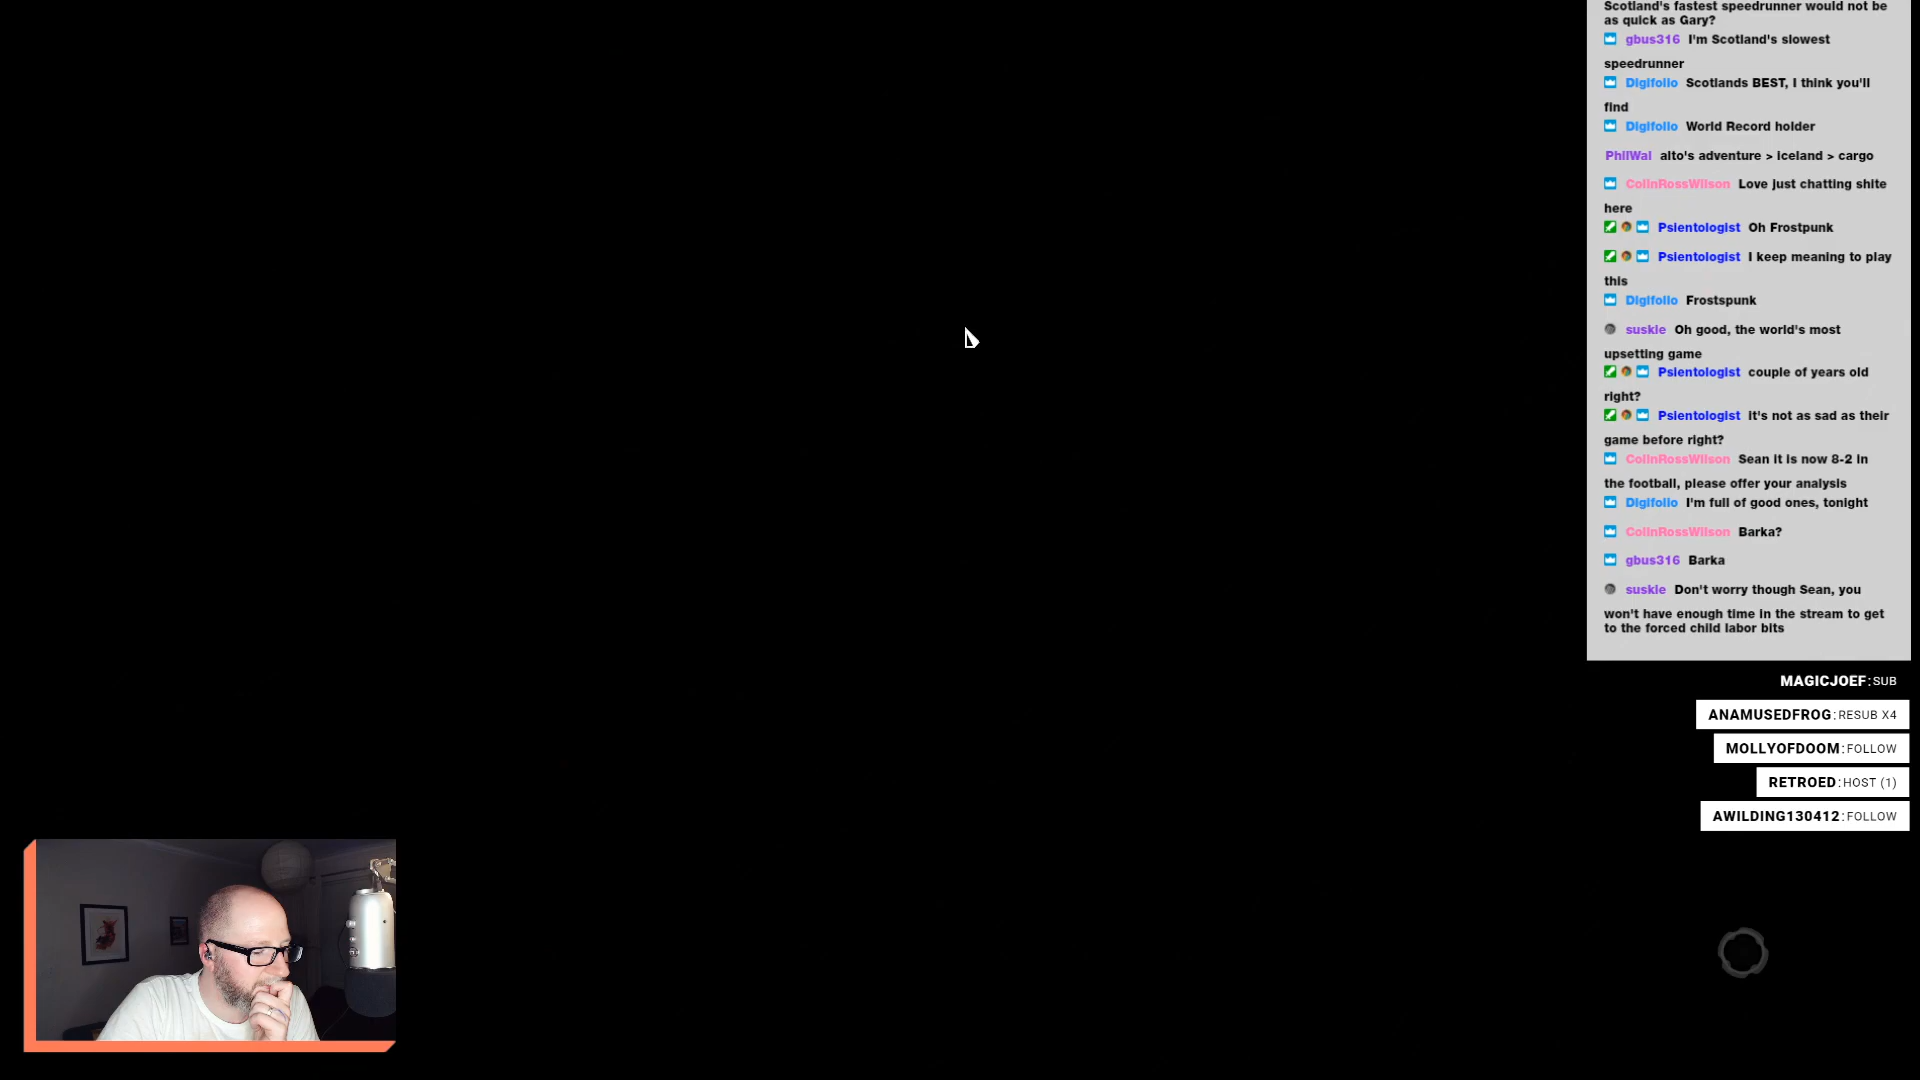 Scotland's fastest speedrunner would not be
as quick as Gary?
gbus316 I'm Scotland's slowest
speedrunner
Digifolio Scotlands BEST, I think you'll
find
Digifolio World Record holder
PhilWal alto's adventure > iceland > cargo
ColinRossWilson Love just chatting shite
here
Psientologist Oh Frostpunk
Psientologist I keep meaning to play
this
Digifolio Frostspunk
suskie Oh good, the world's most
upsetting game
Psientologist couple of years old
right?
Psientologist It's not as sad as their
game before right?
ColinRossWilson Sean it is now 8-2 in
the football, please offer your analysis
Digifolio I'm full of good ones, tonight
ColinRossWilson Barka?
gbus316 Barka
suskie Don't worry though Sean, you
won't have enough time in the stream to get
to the forced child labor bits
MAGICJOEF:SUB
ANAMUSEDFROG:RESUB X4
MOLLYOFDOOM:FOLLOW
RETROED:HOST (1)
AWILDING130412:FOLLOW